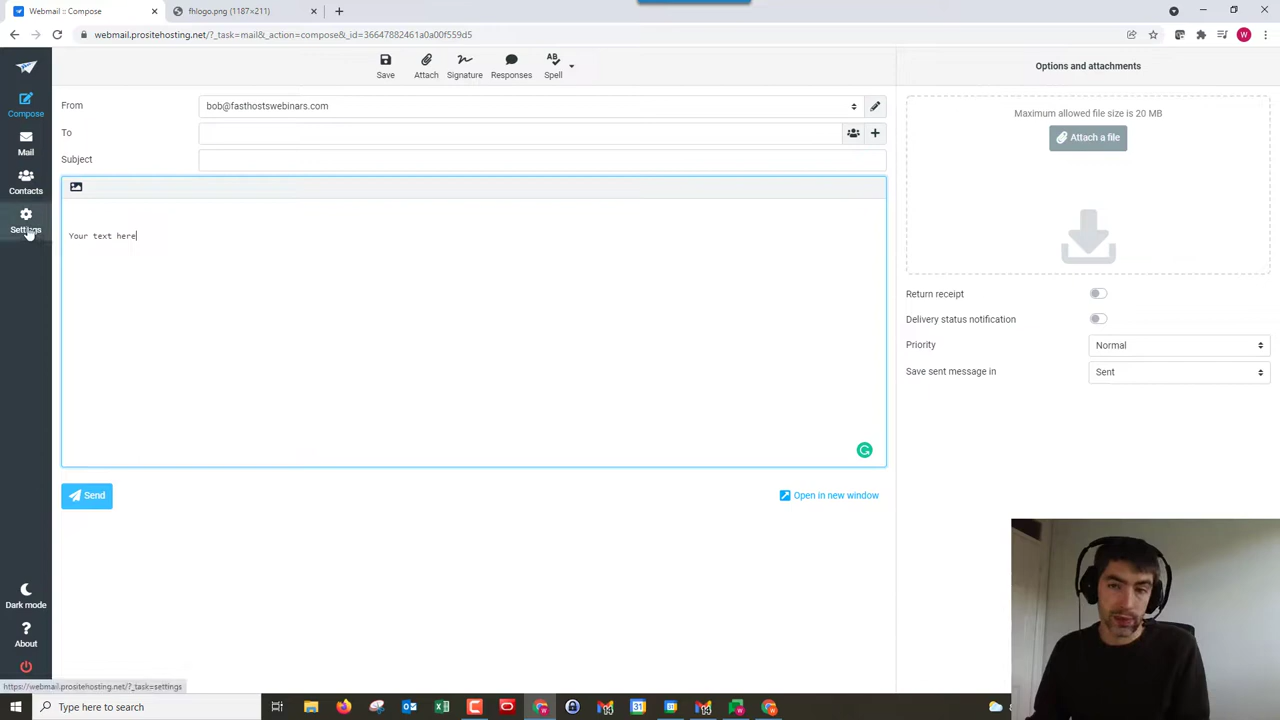 Webmail :: Compose
fhlogo.png (1187×211)
webmail.prositehosting.net/?_task=mail&_action=compose&_id=36647882461a0a00f559d5
W
Compose
Mail
Contacts
Settings
Dark mode
About
Save
Attach
Signature
Responses
Spell
From
bob@fasthostswebinars.com
To
Subject
Your text here
Send
Open in new window
Options and attachments
Maximum allowed file size is 20 MB
Attach a file
Return receipt
Delivery status notification
Priority
Normal
Save sent message in
Sent
https://webmail.prositehosting.net/?_task=settings
Type here to search